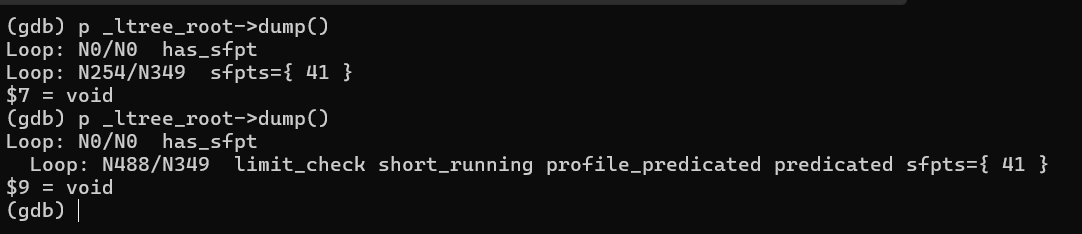 (gdb) p _ltree_root->dump()
Loop: N0/N0  has_sfpt
Loop: N254/N349  sfpts={ 41 }
$7 = void
(gdb) p _ltree_root->dump()
Loop: N0/N0  has_sfpt
  Loop: N488/N349  limit_check short_running profile_predicated predicated sfpts={ 41 }
$9 = void
(gdb)